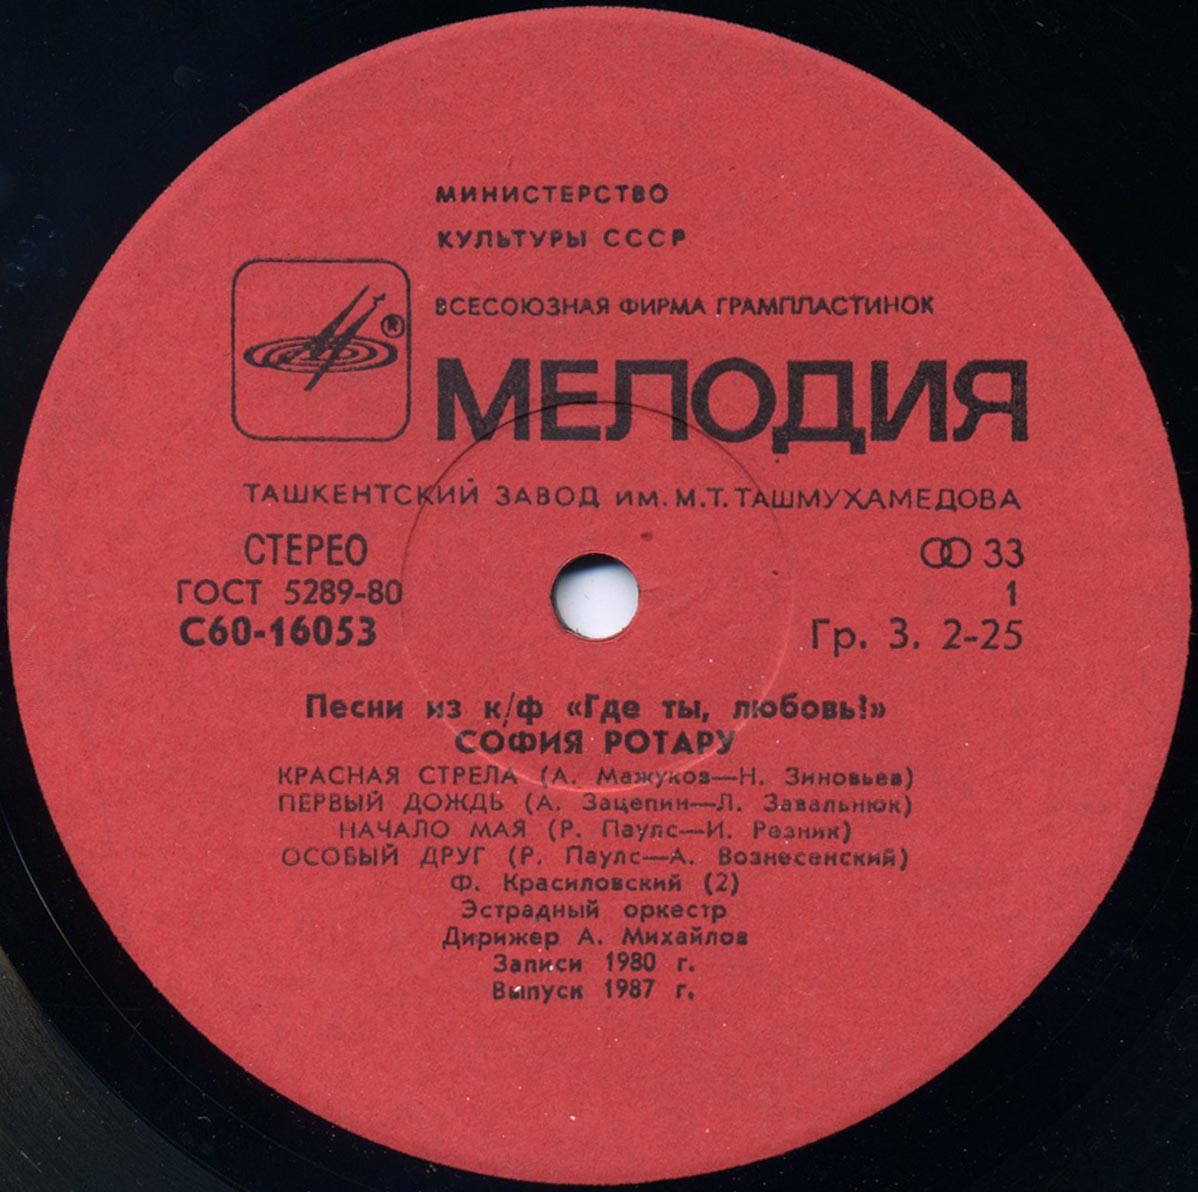 МИНИСТЕРСТВО
КУЛЬТУРЫ СССР
ВСЕСОЮЗНАЯ ФИРМА ГРАМПЛАСТИНОК
®
МЕЛОДИЯ
ТАШКЕНТСКИЙ ЗАВОД ИМ. М.Т. ТАШМУХАМЕДОВА
СТЕРЕО 33
ГОСТ 5289-80 1
С60-16053 Гр. 3. 2-25
Песни из к/ф «Где ты, любовь!»
СОФИЯ РОТАРУ
КРАСНАЯ СТРЕЛА (А. Мажуков—Н. Зиновьев)
ПЕРВЫЙ ДОЖДЬ (А. Зацепин—Л. Завальнюк)
НАЧАЛО МАЯ (Р. Паулс—И. Резник)
ОСОБЫЙ ДРУГ (Р. Паулс—А. Вознесенский)
Ф. Красиловский (2)
Эстрадный оркестр
Дирижер А. Михайлов
Записи 1980 г.
Выпуск 1987 г.